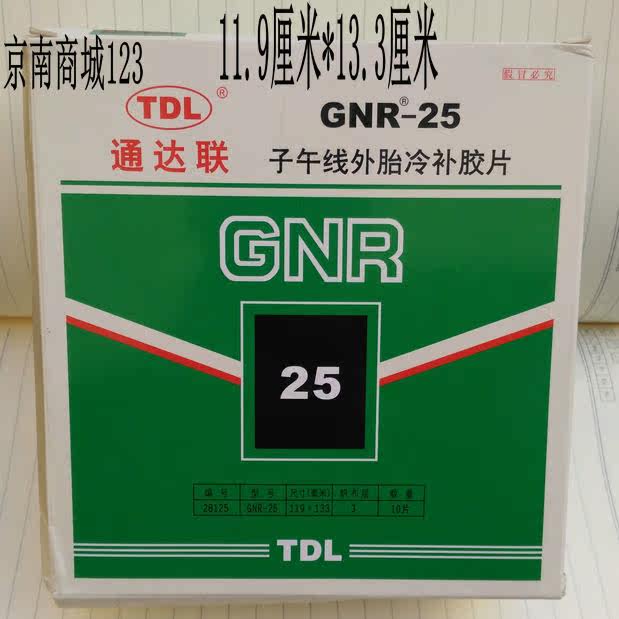 11.9厘米*13.3厘米
京南商城123
假冒必究
TDL®
GNR®-25
通达联
子午线外胎冷补胶片
GNR
25
编号 型号 尺寸(毫米) 帘布层 数量
28125 GNR-25 119×133 3 10片
TDL